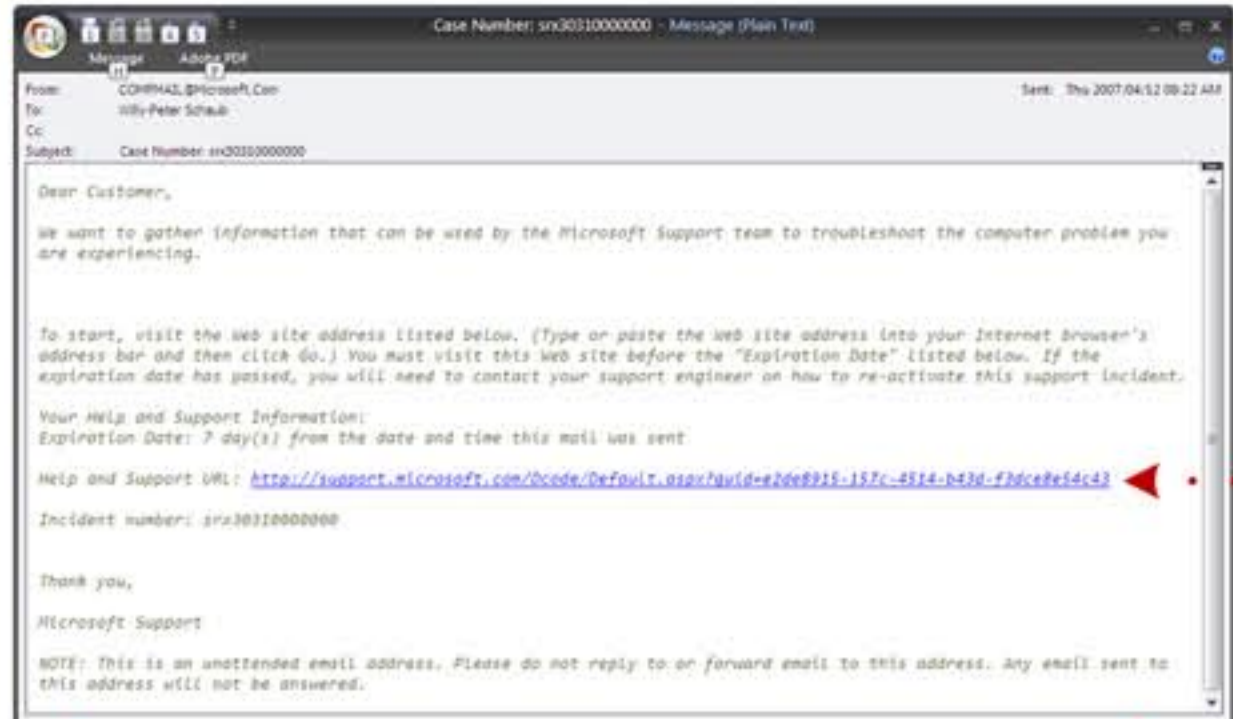 Case Number: srx30310000000 - Message (Plain Text)
Message Adobe PDF
H
From: COMPMAIL@Microsoft.Com
Sent: Thu 2007/04/12 08:22 AM
To: Willy-Peter Schaub
Cc:
Subject: Case Number: srx30310000000
Dear Customer,
We want to gather information that can be used by the Microsoft Support team to troubleshoot the computer problem you
are experiencing.
To start, visit the web site address listed below. (Type or paste the web site address into your Internet browser's
address bar and then click Go.) You must visit this Web site before the "Expiration Date" listed below. If the
expiration date has passed, you will need to contact your support engineer on how to re-activate this support incident.
Your Help and Support Information:
Expiration Date: 7 day(s) from the date and time this mail was sent
Help and Support URL: http://support.microsoft.com/Dcode/Default.aspx?guid=e2de8915-157c-4514-b43d-f3dce8e54c43
Incident number: srx30310000000
Thank you,
Microsoft Support
NOTE: This is an unattended email address. Please do not reply to or forward email to this address. Any email sent to
this address will not be answered.